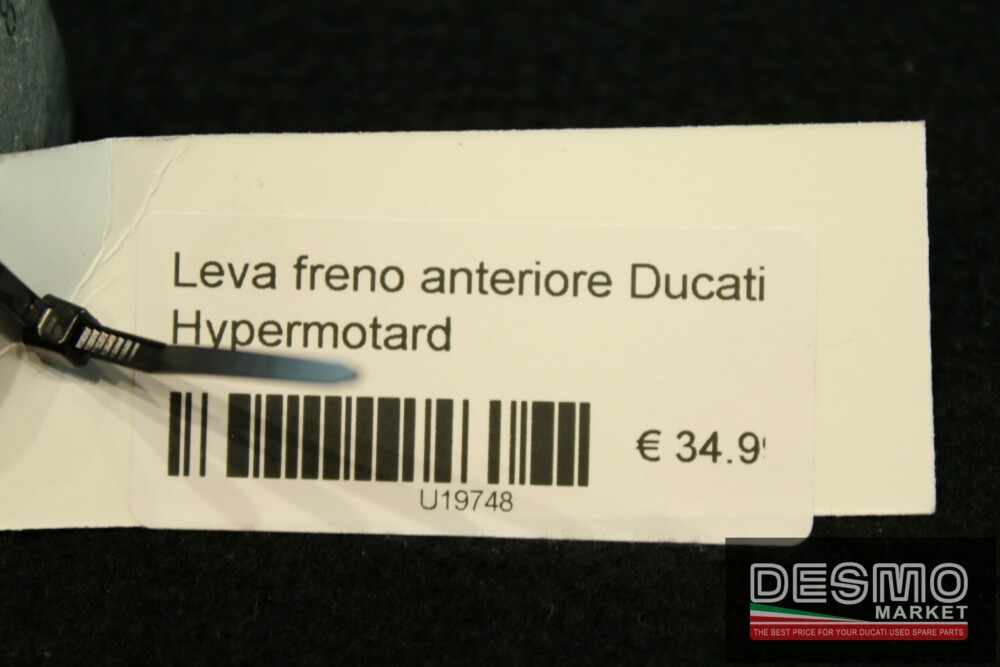 Leva freno anteriore Ducati
Hypermotard
€ 34.9
U19748
DESMO
MARKET
THE BEST PRICE FOR YOUR DUCATI USED SPARE PARTS